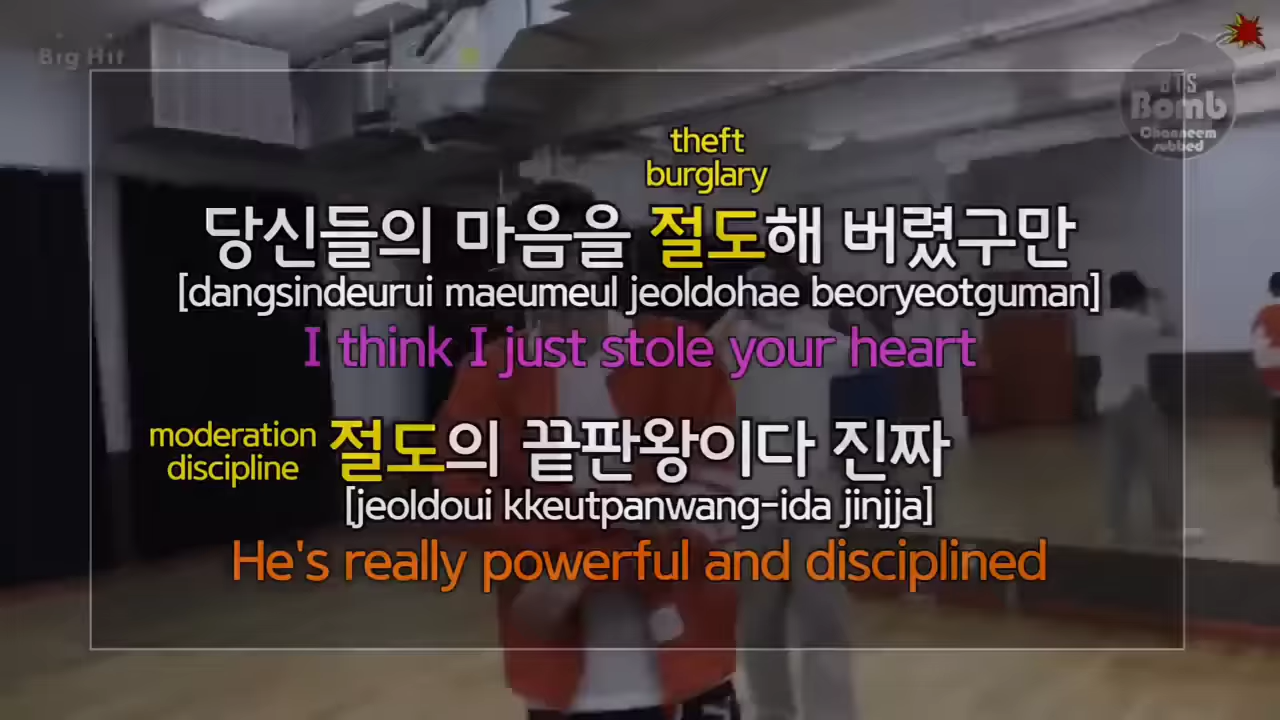 Big Hit
BTS
Bomb
Channeem
subbed
theft
burglary
당신들의 마음을 절도해 버렸구만
[dangsindeurui maeumeul jeoldohae beoryeotguman]
I think I just stole your heart
moderation
discipline
절도의 끝판왕이다 진짜
[jeoldoui kkeutpanwang-ida jinjja]
He's really powerful and disciplined